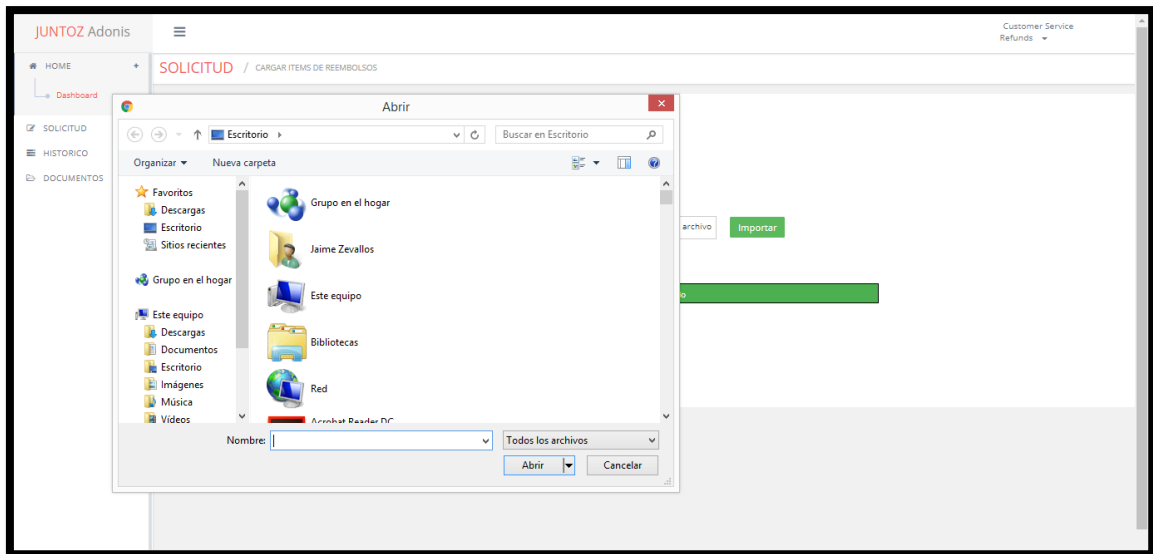 JUNTOZ Adonis
Customer Service
Refunds
HOME +
Dashboard
SOLICITUD
HISTORICO
DOCUMENTOS
SOLICITUD / CARGAR ITEMS DE REEMBOLSOS
Abrir
Escritorio
Buscar en Escritorio
Organizar
Nueva carpeta
Favoritos
Descargas
Escritorio
Sitios recientes
Grupo en el hogar
Este equipo
Descargas
Documentos
Escritorio
Imágenes
Música
Vídeos
Grupo en el hogar
Jaime Zevallos
Este equipo
Bibliotecas
Red
Acrobat Reader DC
Nombre:
Todos los archivos
Abrir
Cancelar
archivo
Importar
o